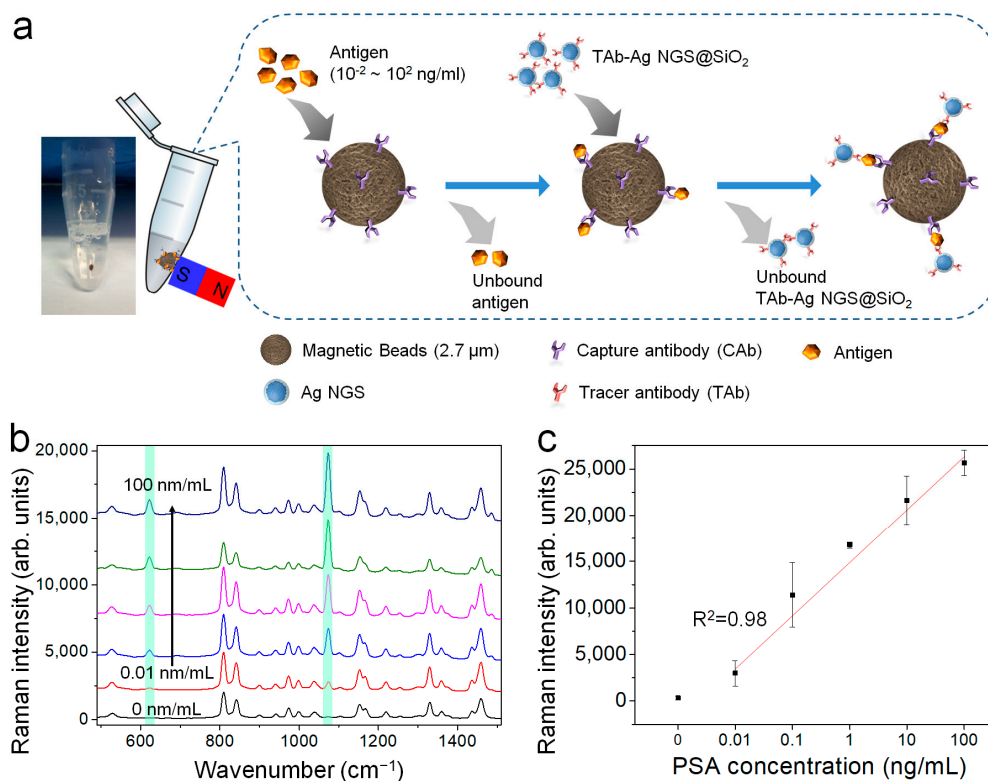 a
Antigen
(10⁻² ~ 10² ng/ml)
TAb-Ag NGS@SiO₂
Unbound
antigen
Unbound
TAb-Ag NGS@SiO₂
S N
Magnetic Beads (2.7 μm)
Capture antibody (CAb)
Antigen
Ag NGS
Tracer antibody (TAb)
b
Raman intensity (arb. units)
20,000
15,000
10,000
5,000
0
100 nm/mL
0.01 nm/mL
0 nm/mL
600 800 1000 1200 1400
Wavenumber (cm⁻¹)
c
Raman intensity (arb. units)
25,000
20,000
15,000
10,000
5,000
0
R²=0.98
0 0.01 0.1 1 10 100
PSA concentration (ng/mL)